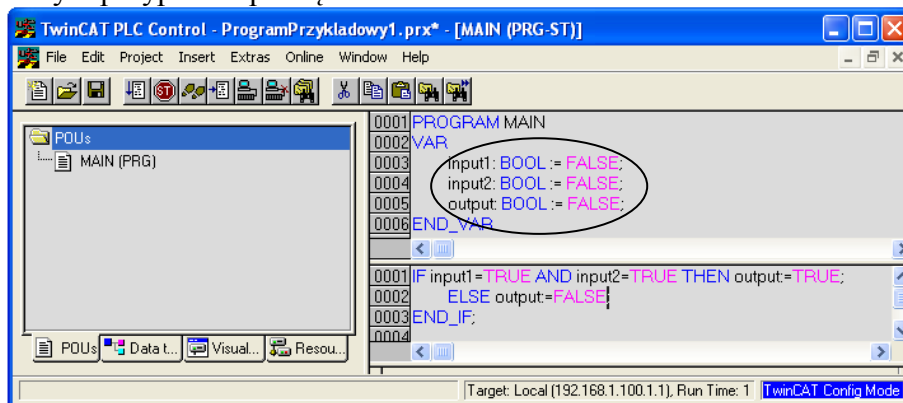 TwinCAT PLC Control - ProgramPrzykladowy1.prx* - [MAIN (PRG-ST)]
File Edit Project Insert Extras Online Window Help
POUs
MAIN (PRG)
0001 PROGRAM MAIN
0002 VAR
0003 input1: BOOL := FALSE;
0004 input2: BOOL := FALSE;
0005 output: BOOL := FALSE;
0006 END_VAR
0001 IF input1=TRUE AND input2=TRUE THEN output:=TRUE;
0002 ELSE output:=FALSE;
0003 END_IF;
0004
POUs Data t... Visual... Resou...
Target: Local (192.168.1.100.1.1), Run Time: 1 TwinCAT Config Mode